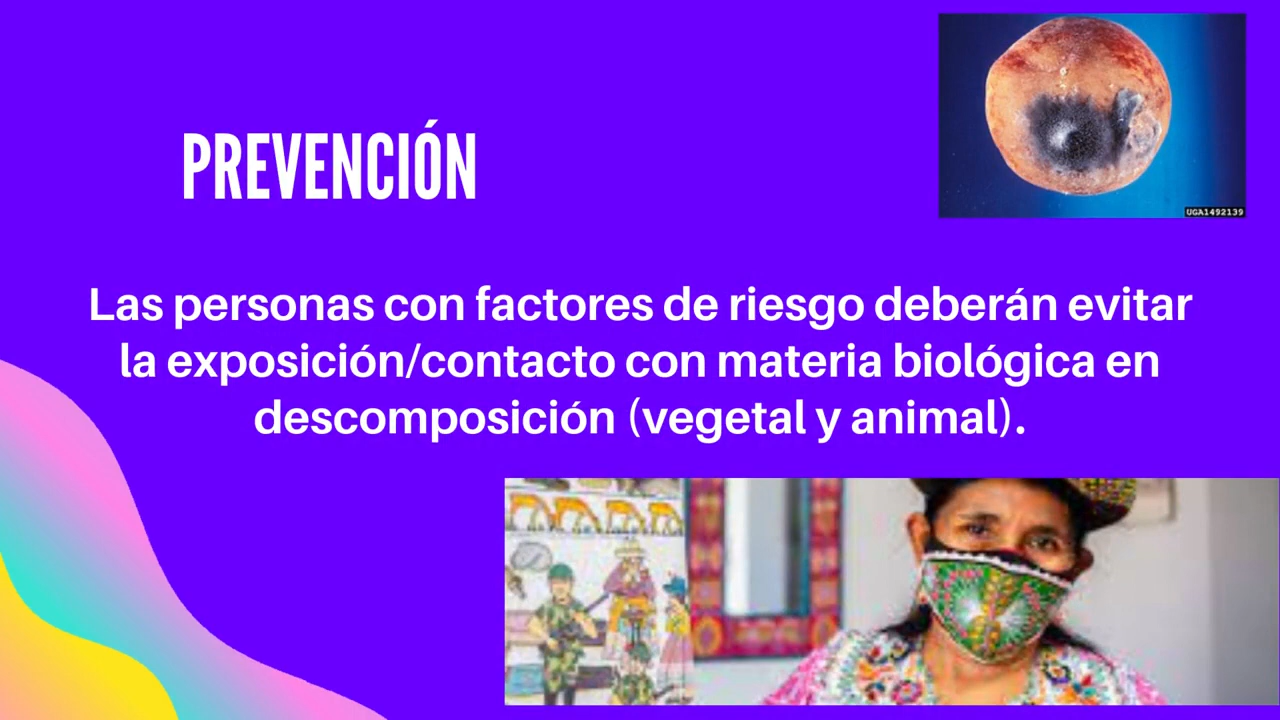 UGA1492139
PREVENCIÓN
Las personas con factores de riesgo deberán evitar
la exposición/contacto con materia biológica en
descomposición (vegetal y animal).